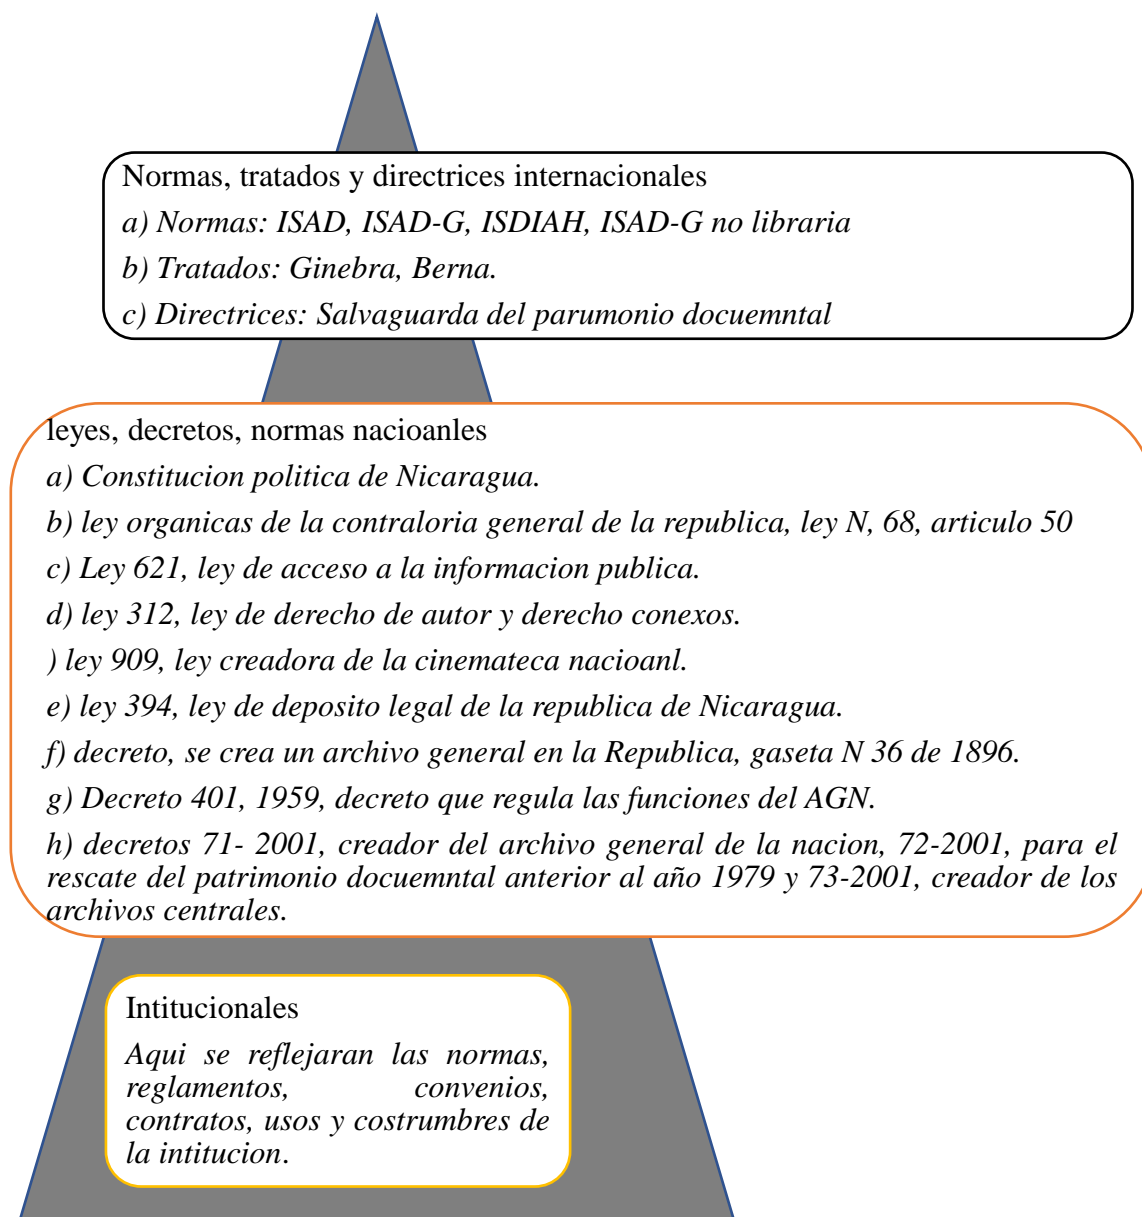 Normas, tratados y directrices internacionales
a) Normas: ISAD, ISAD-G, ISDIAH, ISAD-G no libraria
b) Tratados: Ginebra, Berna.
c) Directrices: Salvaguarda del parumonio docuemntal
leyes, decretos, normas nacioanles
a) Constitucion politica de Nicaragua.
b) ley organicas de la contraloria general de la republica, ley N, 68, articulo 50
c) Ley 621, ley de acceso a la informacion publica.
d) ley 312, ley de derecho de autor y derecho conexos.
) ley 909, ley creadora de la cinemateca nacioanl.
e) ley 394, ley de deposito legal de la republica de Nicaragua.
f) decreto, se crea un archivo general en la Republica, gaseta N 36 de 1896.
g) Decreto 401, 1959, decreto que regula las funciones del AGN.
h) decretos 71- 2001, creador del archivo general de la nacion, 72-2001, para el
rescate del patrimonio docuemntal anterior al año 1979 y 73-2001, creador de los
archivos centrales.
Intitucionales
Aqui se reflejaran las normas,
reglamentos, convenios,
contratos, usos y costrumbres de
la intitucion.